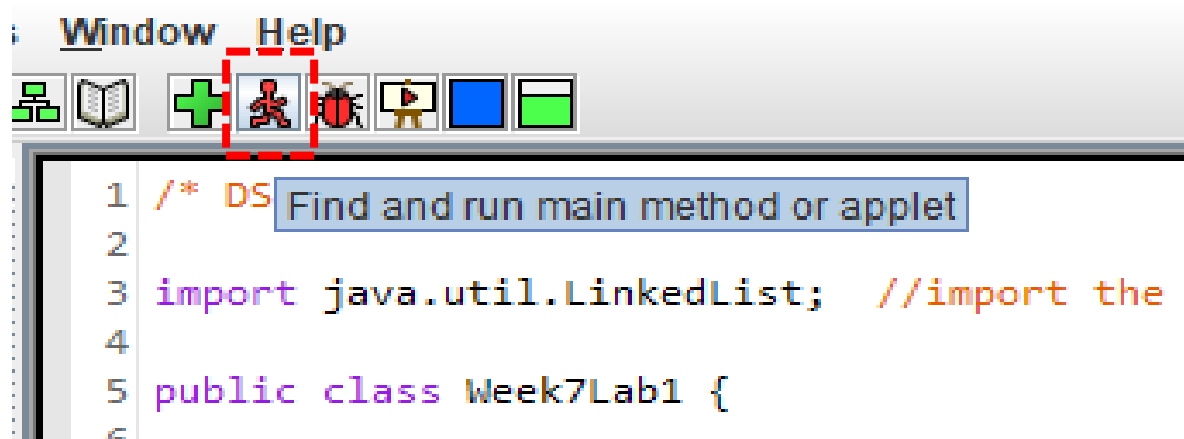 Window Help
1 /* DS
Find and run main method or applet
2
3 import java.util.LinkedList; //import the
4
5 public class Week7Lab1 {